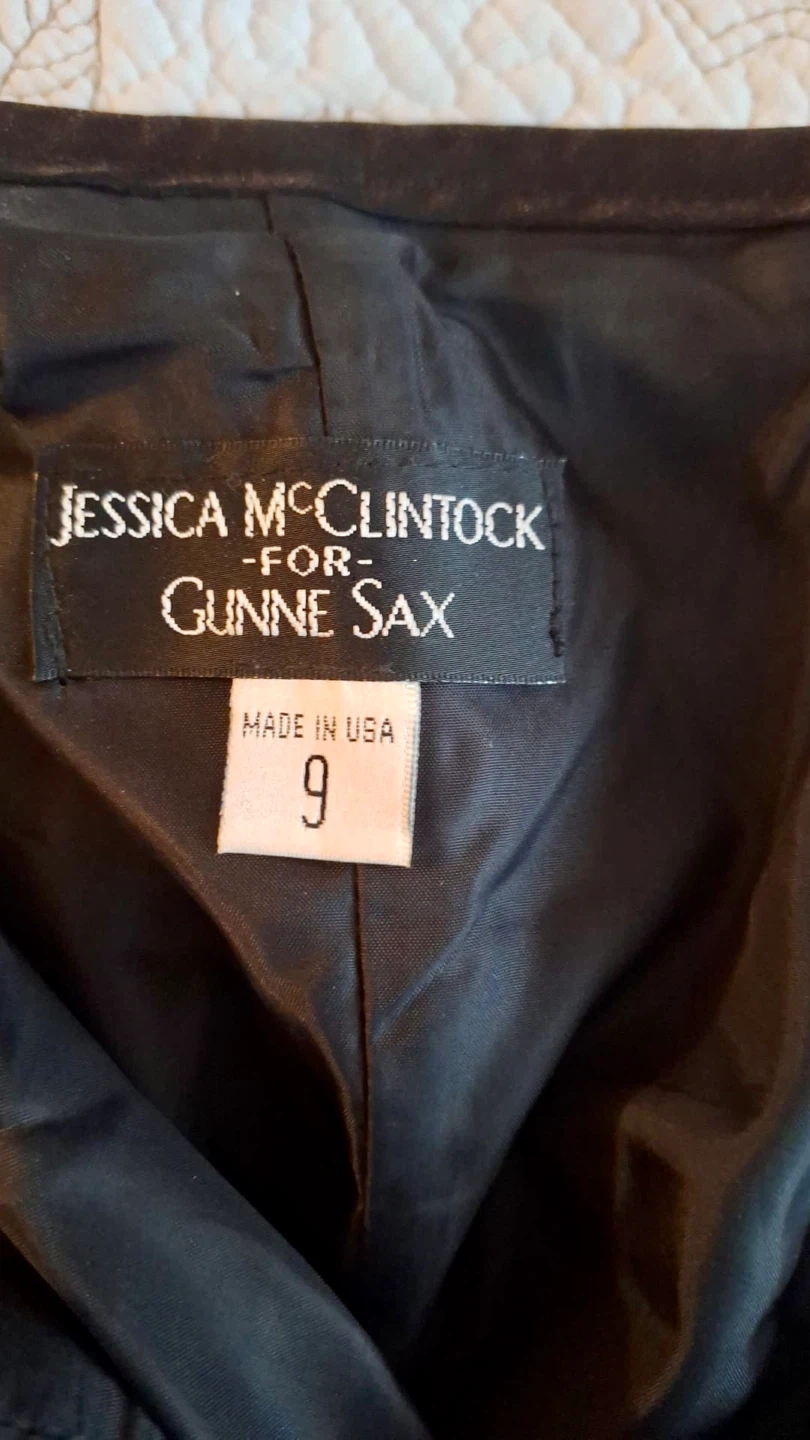 JESSICA McCLINTOCK
-FOR-
GUNNE SAX
MADE IN USA
9